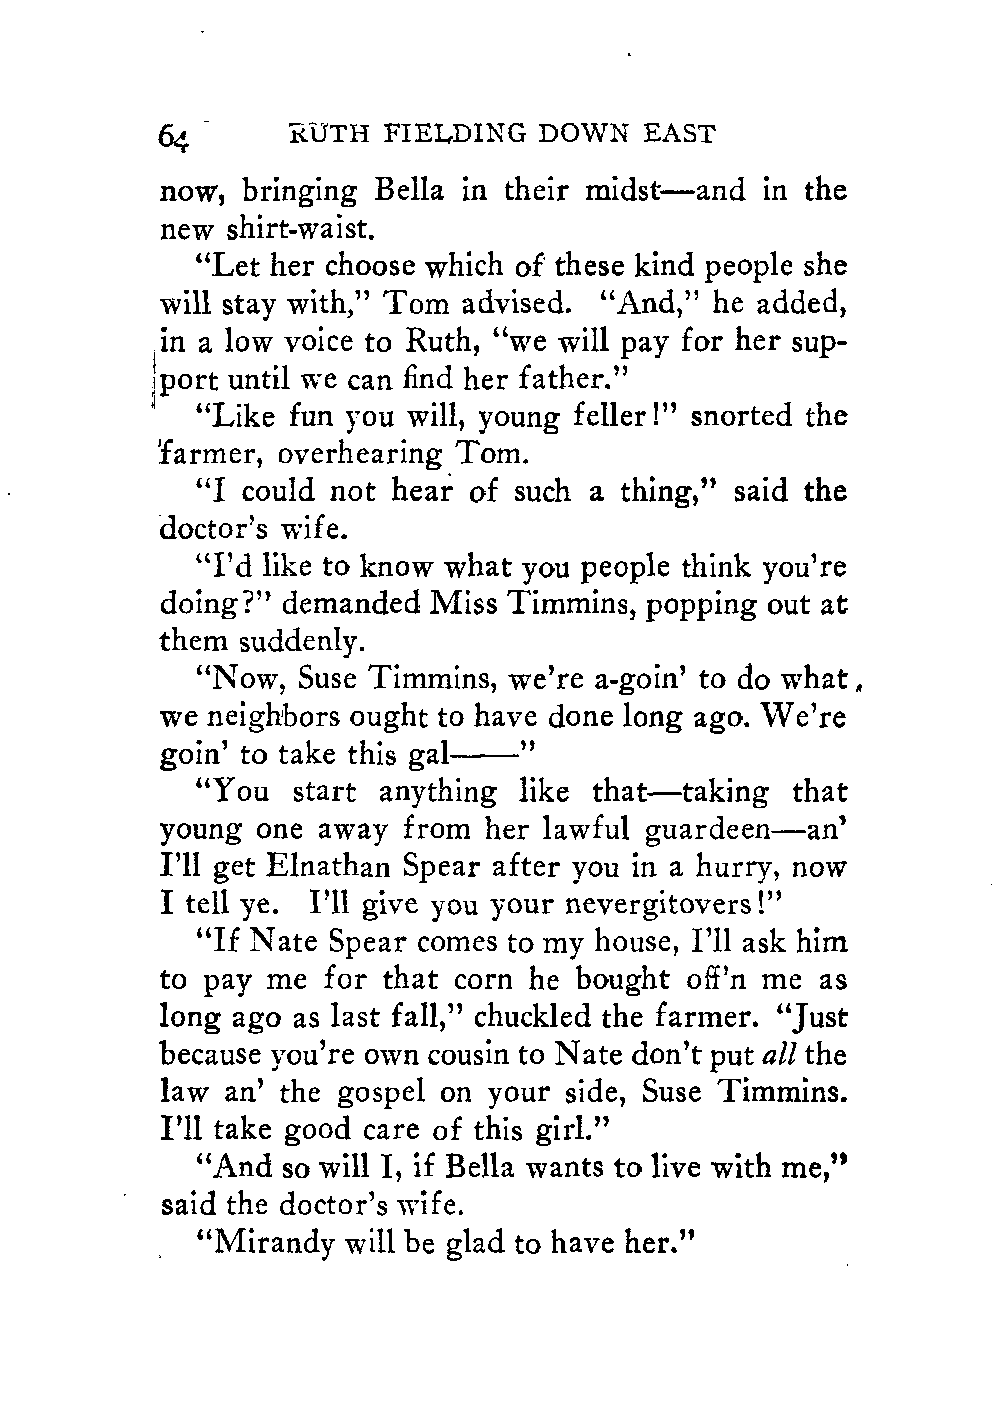 64 RUTH FIELDING DOWN EAST
now, bringing Bella in their midst—and in the
new shirt-waist.
“Let her choose which of these kind people she
will stay with,” Tom advised. “And,” he added,
in a low voice to Ruth, “we will pay for her sup-
port until we can find her father.”
“Like fun you will, young feller!” snorted the
farmer, overhearing Tom.
“I could not hear of such a thing,” said the
doctor’s wife.
“I’d like to know what you people think you’re
doing?” demanded Miss Timmins, popping out at
them suddenly.
“Now, Suse Timmins, we’re a-goin’ to do what
we neighbors ought to have done long ago. We’re
goin’ to take this gal——”
“You start anything like that—taking that
young one away from her lawful guardeen—an’
I’ll get Elnathan Spear after you in a hurry, now
I tell ye. I’ll give you your nevergitovers!”
“If Nate Spear comes to my house, I’ll ask him
to pay me for that corn he bought off’n me as
long ago as last fall,” chuckled the farmer. “Just
because you’re own cousin to Nate don’t put all the
law an’ the gospel on your side, Suse Timmins.
I’ll take good care of this girl.”
“And so will I, if Bella wants to live with me,”
said the doctor’s wife.
“Mirandy will be glad to have her.”